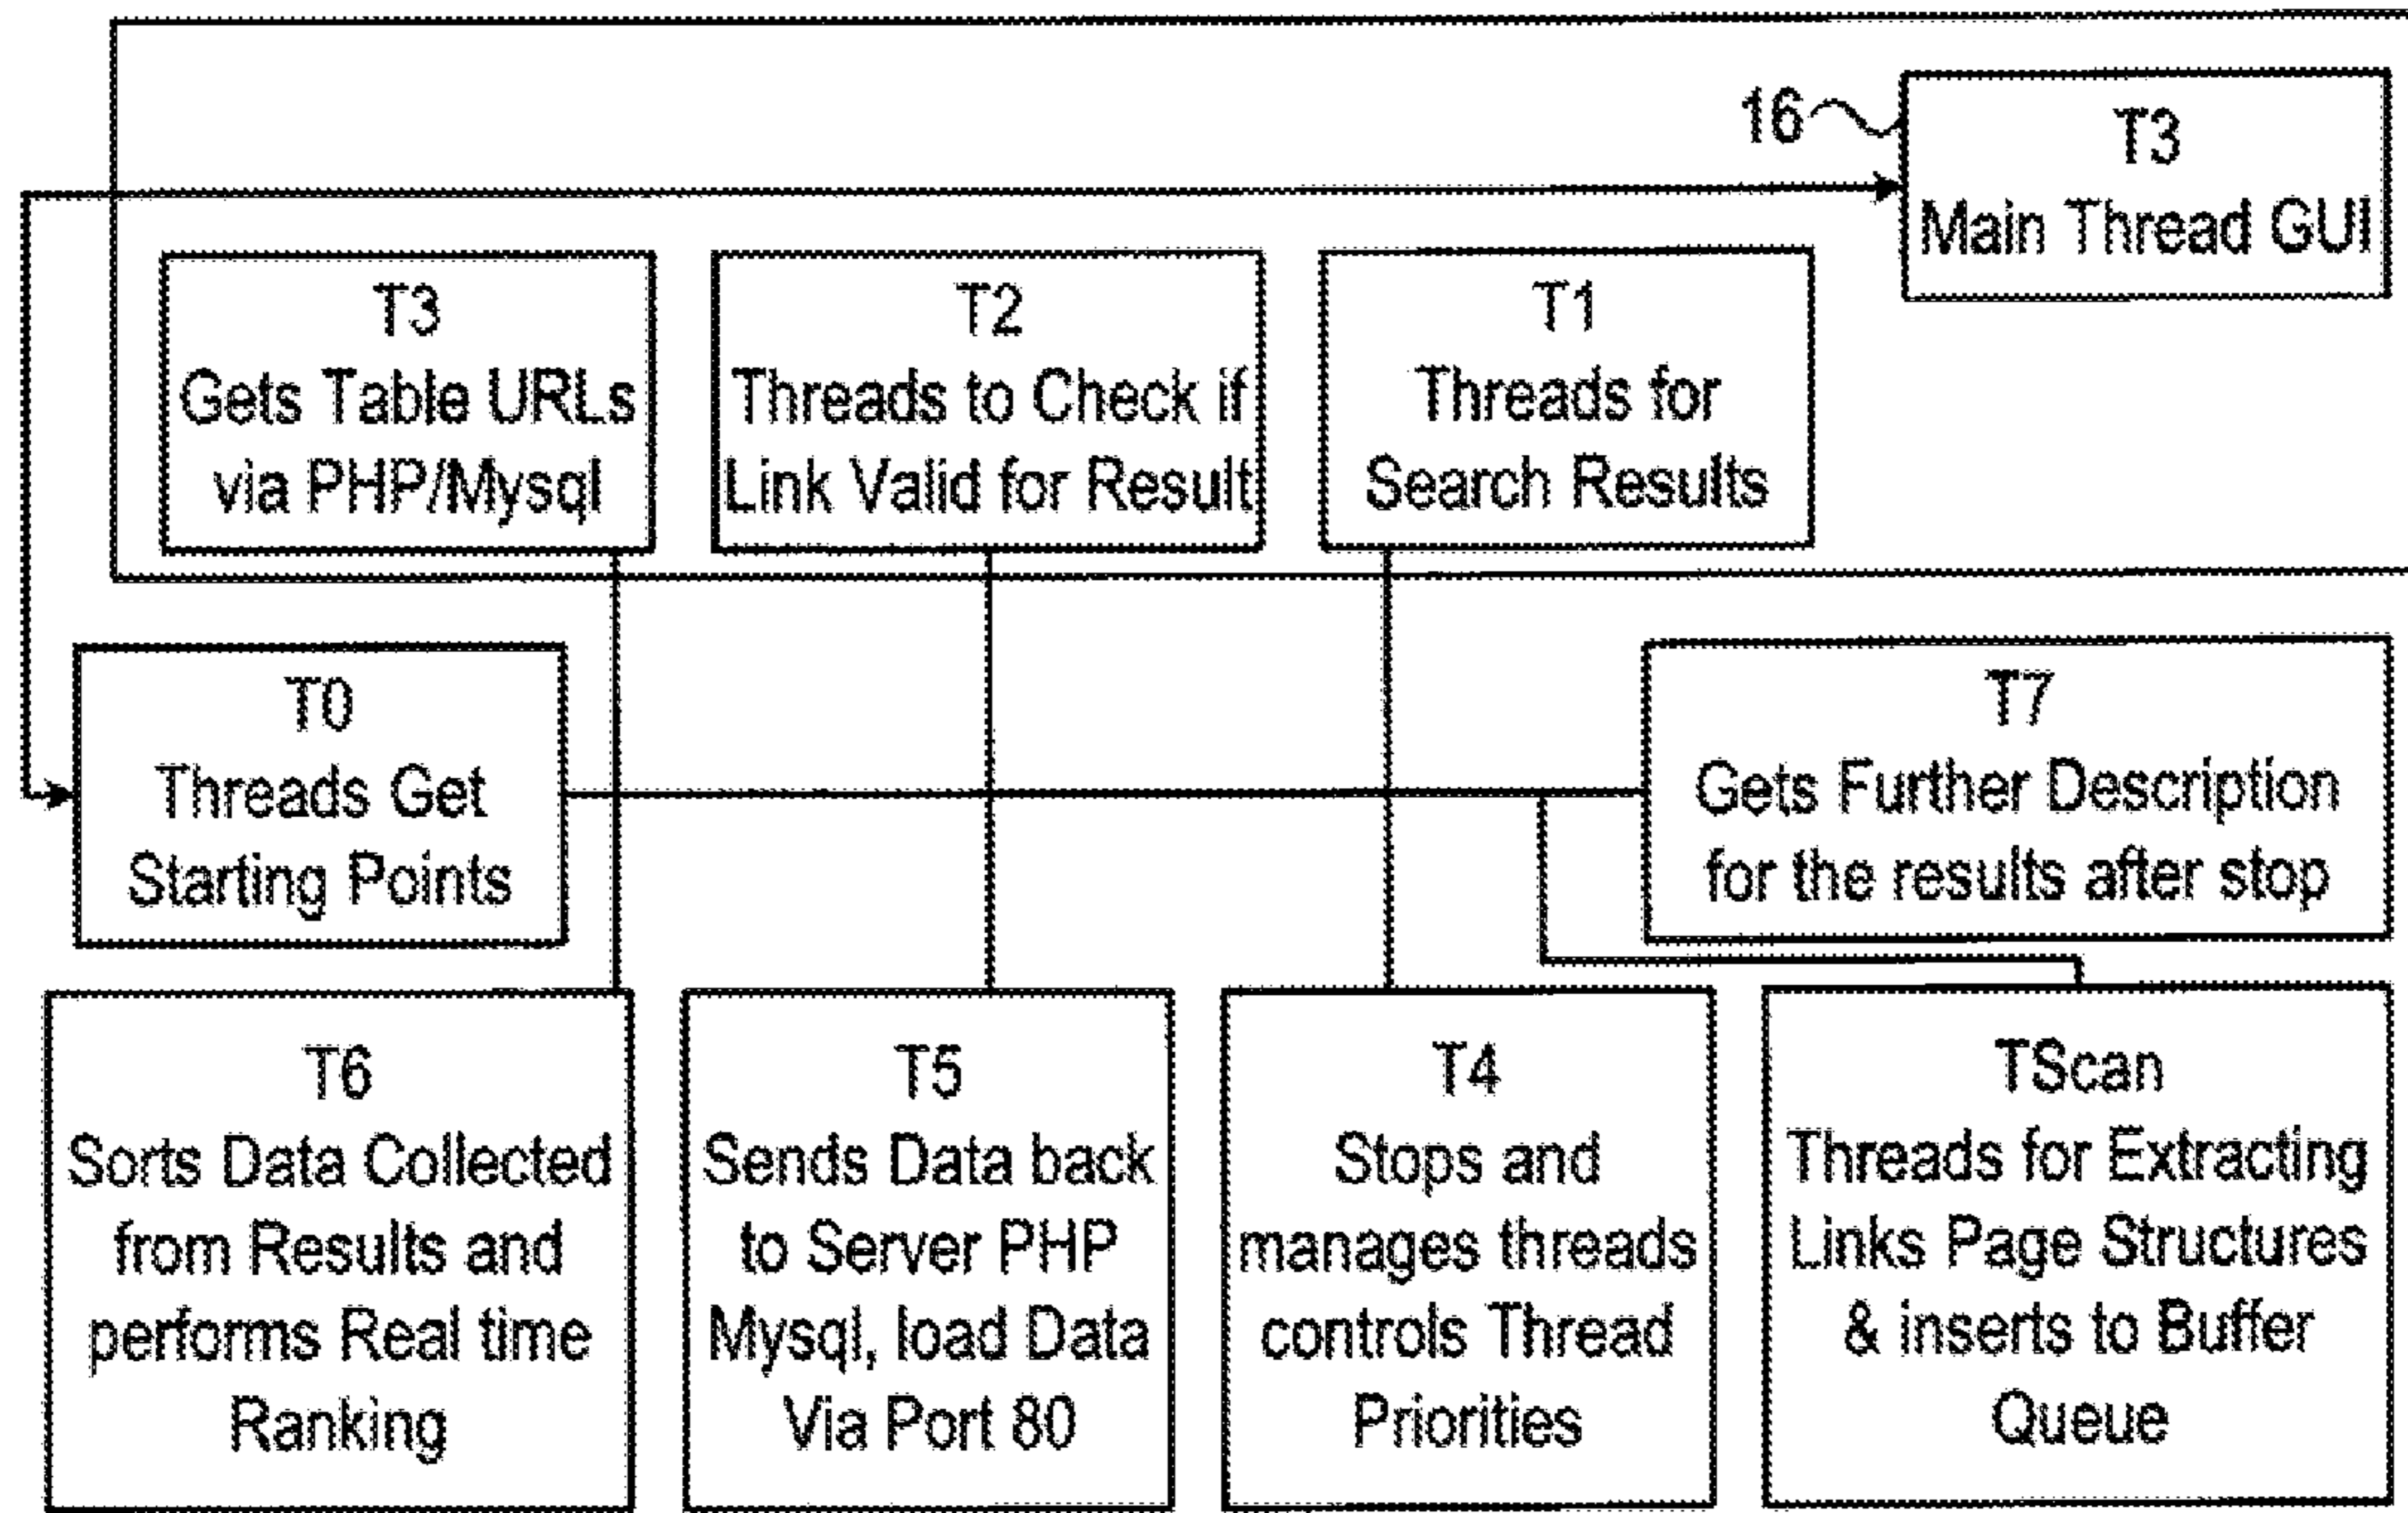 16
T3
Main Thread GUI
T3
Gets Table URLs
via PHP/Mysql
T2
Threads to Check if
Link Valid for Result
T1
Threads for
Search Results
T0
Threads Get
Starting Points
T7
Gets Further Description
for the results after stop
T6
Sorts Data Collected
from Results and
performs Real time
Ranking
T5
Sends Data back
to Server PHP
Mysql, load Data
Via Port 80
T4
Stops and
manages threads
controls Thread
Priorities
TScan
Threads for Extracting
Links Page Structures
& inserts to Buffer
Queue